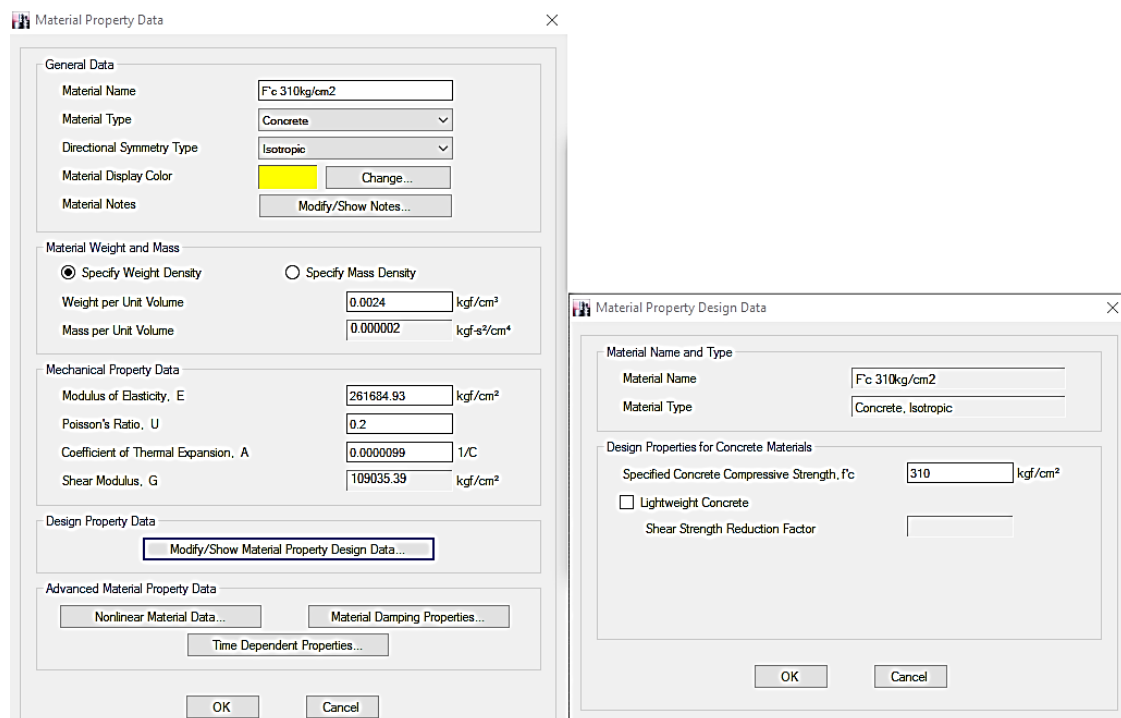 Material Property Data
General Data
Material Name F'c 310kg/cm2
Material Type Concrete
Directional Symmetry Type Isotropic
Material Display Color Change...
Material Notes Modify/Show Notes...
Material Weight and Mass
Specify Weight Density Specify Mass Density
Weight per Unit Volume 0.0024 kgf/cm³
Mass per Unit Volume 0.000002 kgf-s²/cm⁴
Mechanical Property Data
Modulus of Elasticity, E 261684.93 kgf/cm²
Poisson's Ratio, U 0.2
Coefficient of Thermal Expansion, A 0.0000099 1/C
Shear Modulus, G 109035.39 kgf/cm²
Design Property Data
Modify/Show Material Property Design Data...
Advanced Material Property Data
Nonlinear Material Data... Material Damping Properties...
Time Dependent Properties...
OK Cancel
Material Property Design Data
Material Name and Type
Material Name F'c 310kg/cm2
Material Type Concrete, Isotropic
Design Properties for Concrete Materials
Specified Concrete Compressive Strength, f'c 310 kgf/cm²
Lightweight Concrete
Shear Strength Reduction Factor
OK Cancel